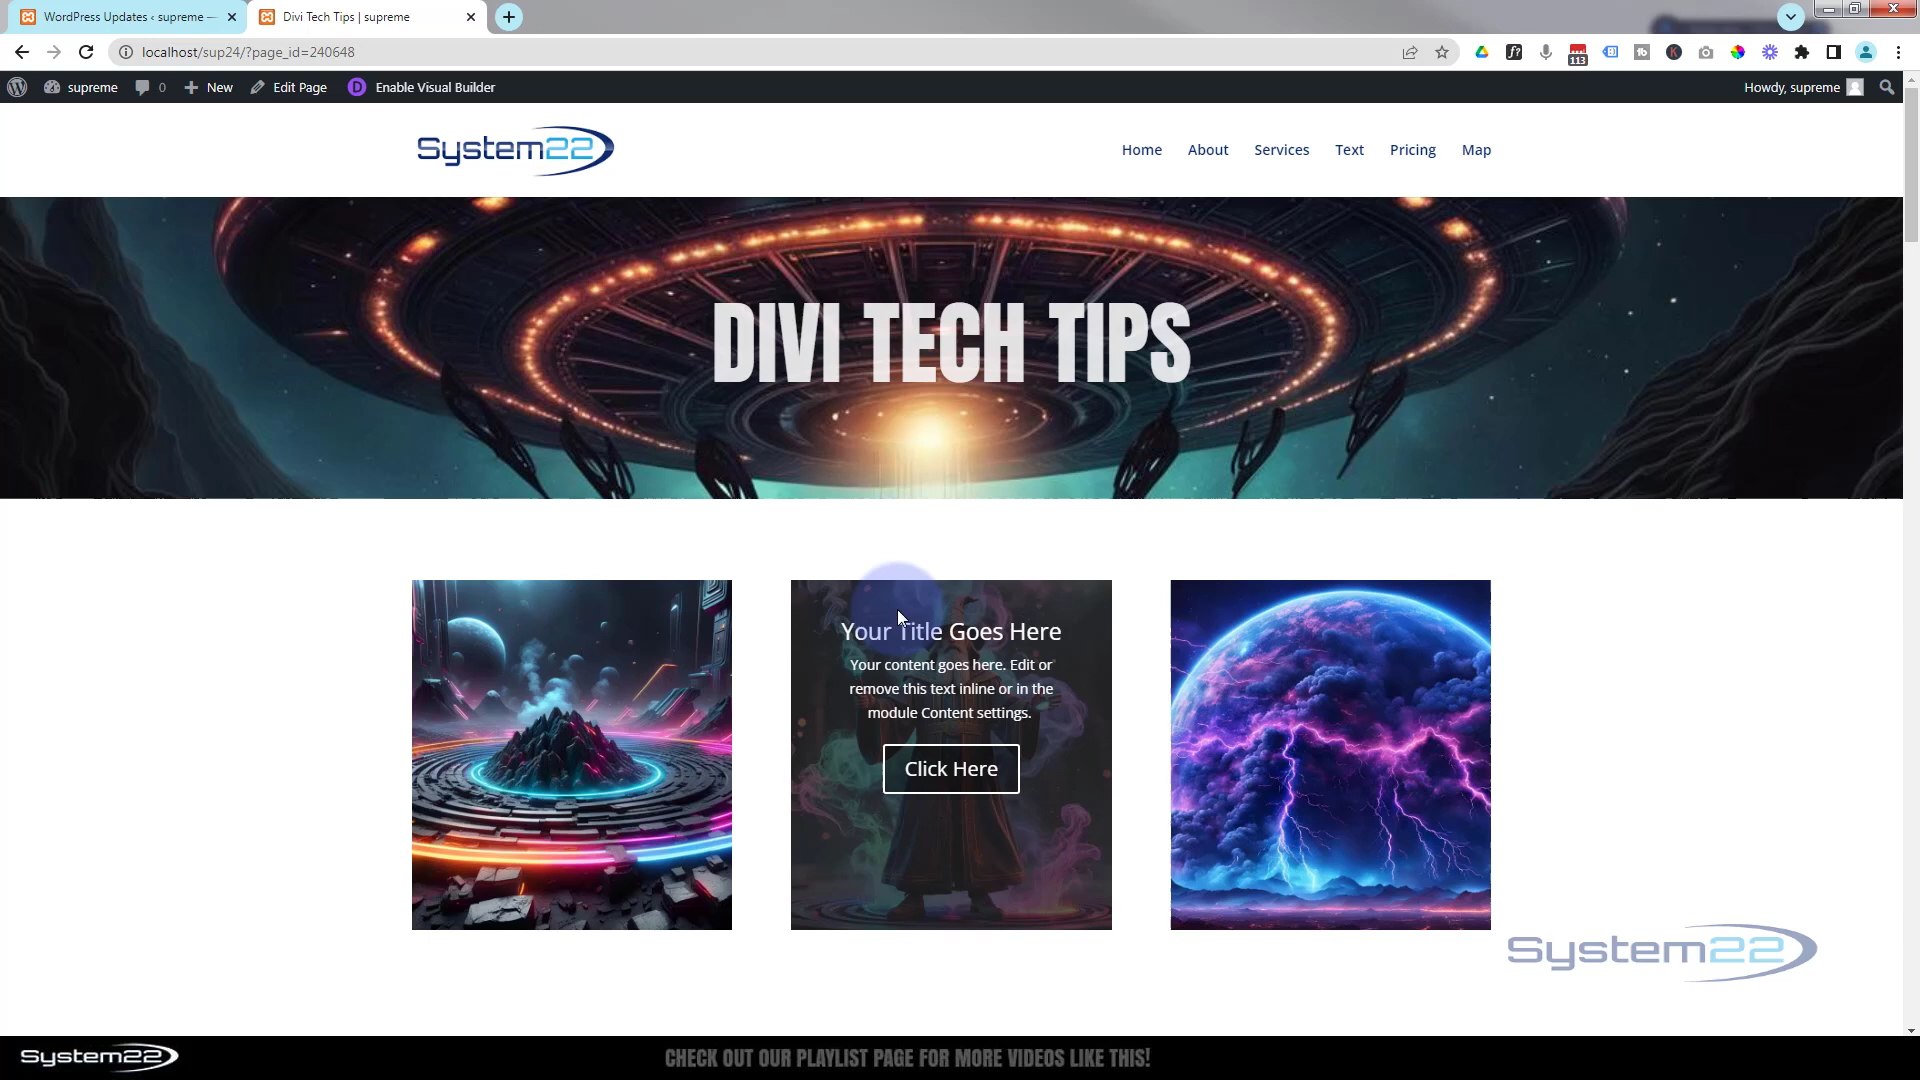 WordPress Updates ‹ supreme —
Divi Tech Tips | supreme
localhost/sup24/?page_id=240648
113
supreme
0
New
Edit Page
Enable Visual Builder
Howdy, supreme
System22
Home
About
Services
Text
Pricing
Map
DIVI TECH TIPS
Your Title Goes Here
Your content goes here. Edit or
remove this text inline or in the
module Content settings.
Click Here
System22
System22
CHECK OUT OUR PLAYLIST PAGE FOR MORE VIDEOS LIKE THIS!